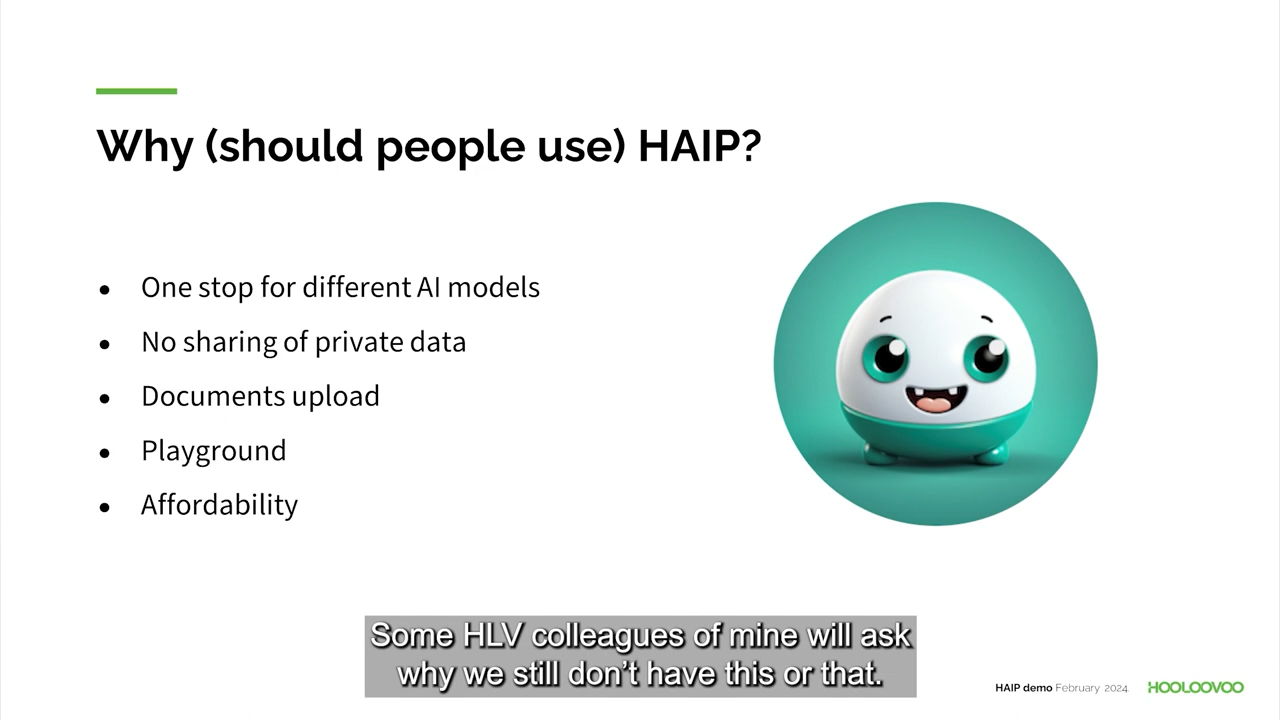 Why (should people use) HAIP?
One stop for different AI models
No sharing of private data
Documents upload
Playground
Affordability
Some HLV colleagues of mine will ask
why we still don't have this or that.
HAIP demo February 2024.
HOOLOOVOO